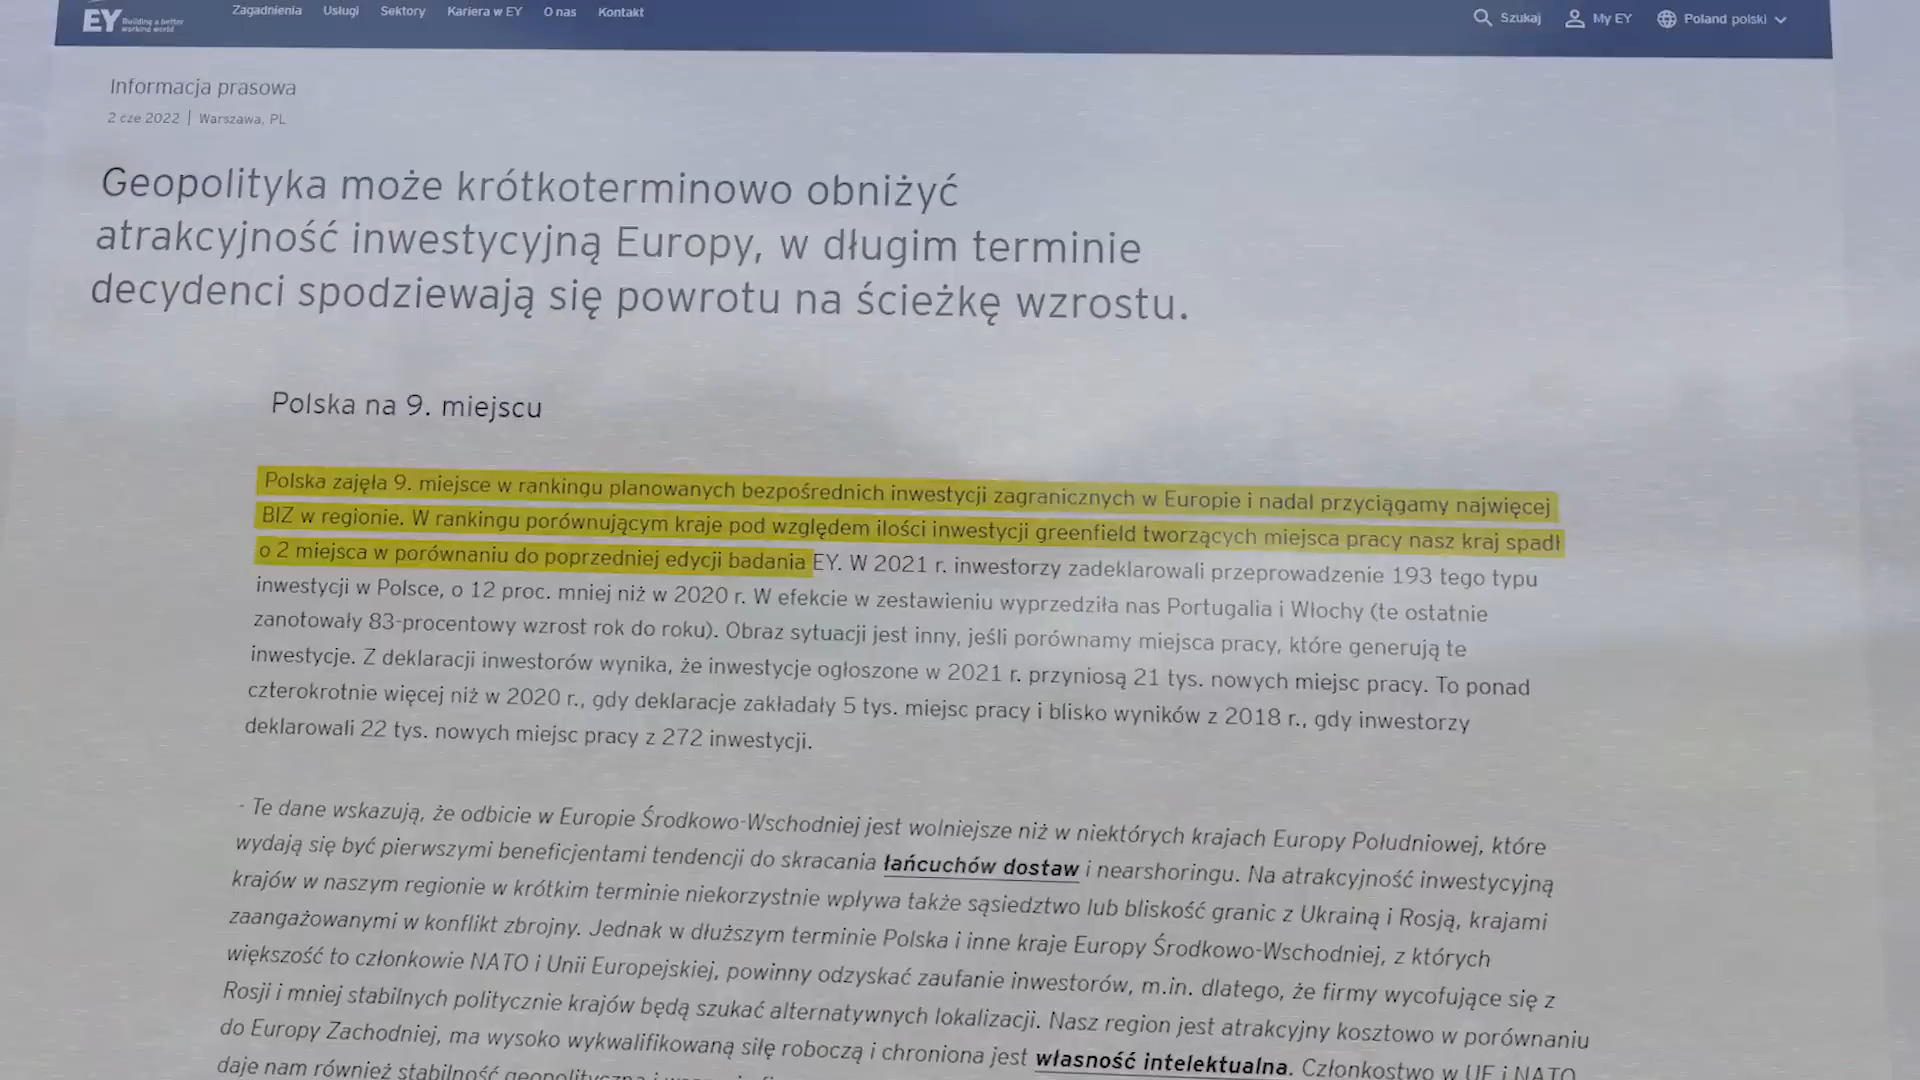 EY Building a better working world
Zagadnienia Usługi Sektory Kariera w EY O nas Kontakt
Szukaj My EY Poland polski
Informacja prasowa
2 cze 2022 | Warszawa, PL
Geopolityka może krótkoterminowo obniżyć
atrakcyjność inwestycyjną Europy, w długim terminie
decydenci spodziewają się powrotu na ścieżkę wzrostu.
Polska na 9. miejscu
Polska zajęła 9. miejsce w rankingu planowanych bezpośrednich inwestycji zagranicznych w Europie i nadal przyciągamy najwięcej
BIZ w regionie. W rankingu porównującym kraje pod względem ilości inwestycji greenfield tworzących miejsca pracy nasz kraj spadł
o 2 miejsca w porównaniu do poprzedniej edycji badania EY. W 2021 r. inwestorzy zadeklarowali przeprowadzenie 193 tego typu
inwestycji w Polsce, o 12 proc. mniej niż w 2020 r. W efekcie w zestawieniu wyprzedziła nas Portugalia i Włochy (te ostatnie
zanotowały 83-procentowy wzrost rok do roku). Obraz sytuacji jest inny, jeśli porównamy miejsca pracy, które generują te
inwestycje. Z deklaracji inwestorów wynika, że inwestycje ogłoszone w 2021 r. przyniosą 21 tys. nowych miejsc pracy. To ponad
czterokrotnie więcej niż w 2020 r., gdy deklaracje zakładały 5 tys. miejsc pracy i blisko wyników z 2018 r., gdy inwestorzy
deklarowali 22 tys. nowych miejsc pracy z 272 inwestycji.
- Te dane wskazują, że odbicie w Europie Środkowo-Wschodniej jest wolniejsze niż w niektórych krajach Europy Południowej, które
wydają się być pierwszymi beneficjentami tendencji do skracania łańcuchów dostaw i nearshoringu. Na atrakcyjność inwestycyjną
krajów w naszym regionie w krótkim terminie niekorzystnie wpływa także sąsiedztwo lub bliskość granic z Ukrainą i Rosją, krajami
zaangażowanymi w konflikt zbrojny. Jednak w dłuższym terminie Polska i inne kraje Europy Środkowo-Wschodniej, z których
większość to członkowie NATO i Unii Europejskiej, powinny odzyskać zaufanie inwestorów, m.in. dlatego, że firmy wycofujące się z
Rosji i mniej stabilnych politycznie krajów będą szukać alternatywnych lokalizacji. Nasz region jest atrakcyjny kosztowo w porównaniu
do Europy Zachodniej, ma wysoko wykwalifikowaną siłę roboczą i chroniona jest własność intelektualna. Członkostwo w UE i NATO
daje nam również stabilność